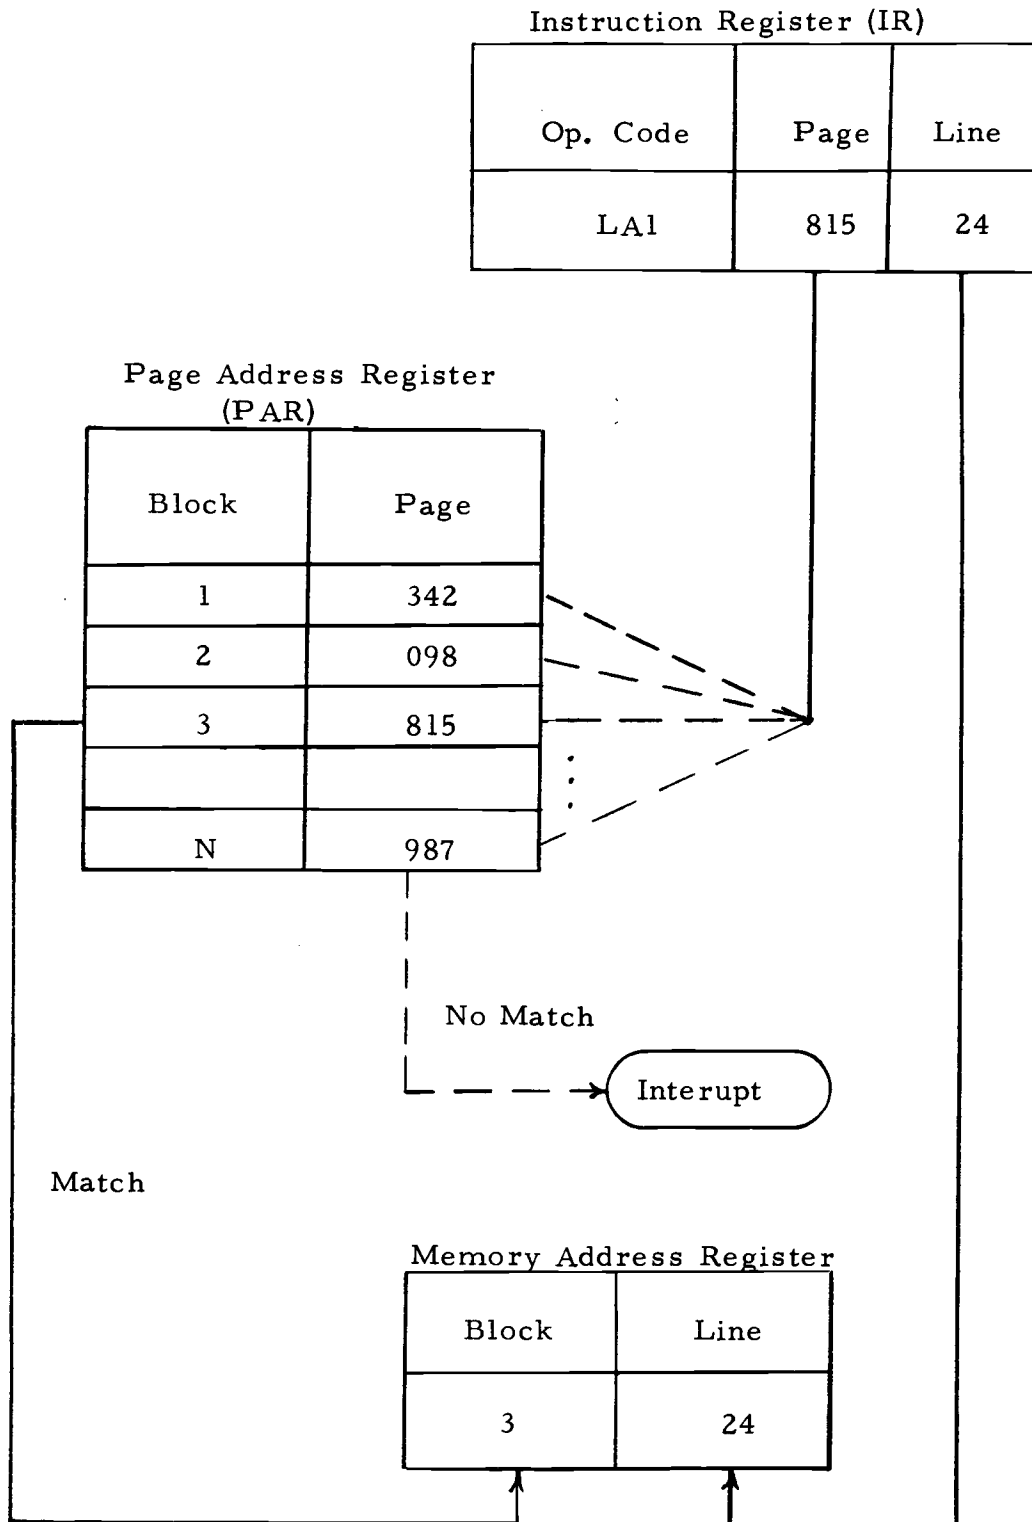 Instruction Register (IR)
Op. Code Page Line
LA1 815 24
Page Address Register
(PAR)
Block Page
1 342
2 098
3 815
N 987
No Match
Interupt
Match
Memory Address Register
Block Line
3 24